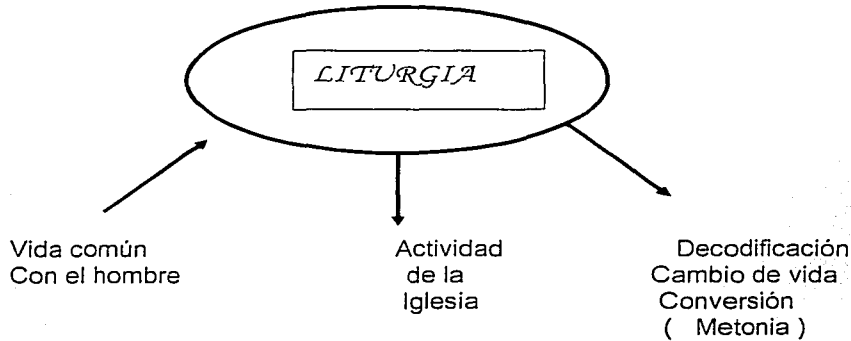 LITURGIA
Vida común
Con el hombre
Actividad
de la
Iglesia
Decodificación
Cambio de vida
Conversión
( Metonia )